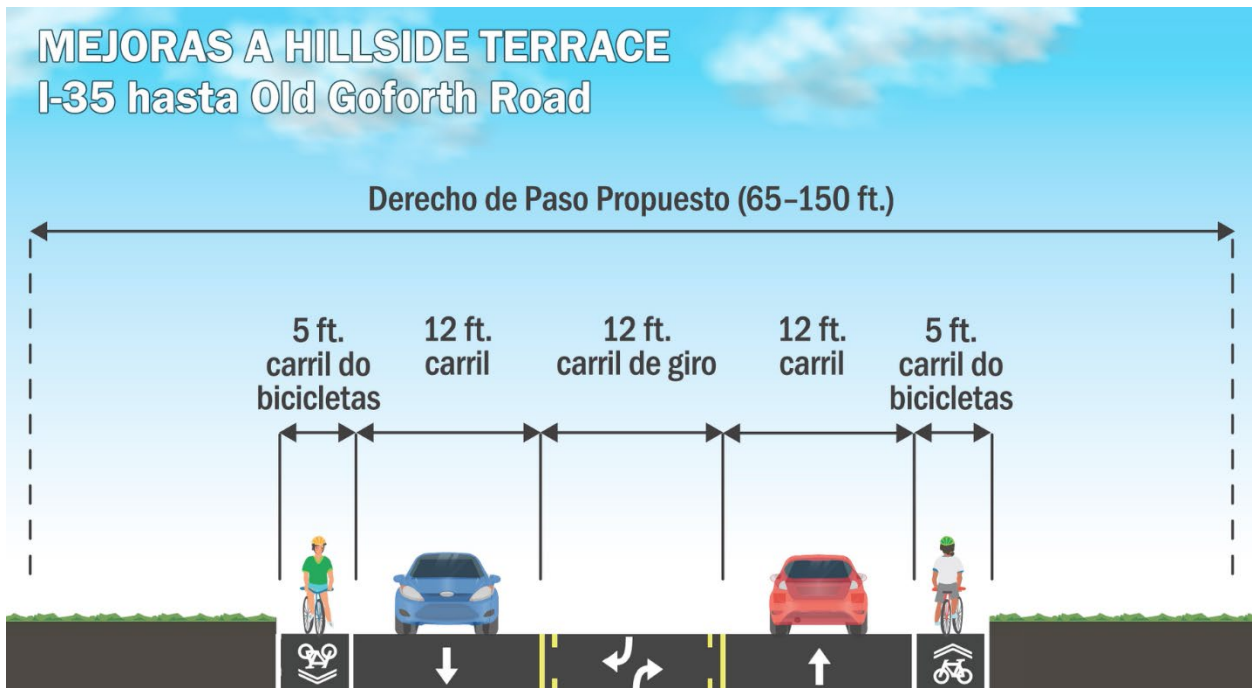 MEJORAS A HILLSIDE TERRACE
I-35 hasta Old Goforth Road
Derecho de Paso Propuesto (65–150 ft.)
5 ft.
carril do
bicicletas
12 ft.
carril
12 ft.
carril de giro
12 ft.
carril
5 ft.
carril do
bicicletas